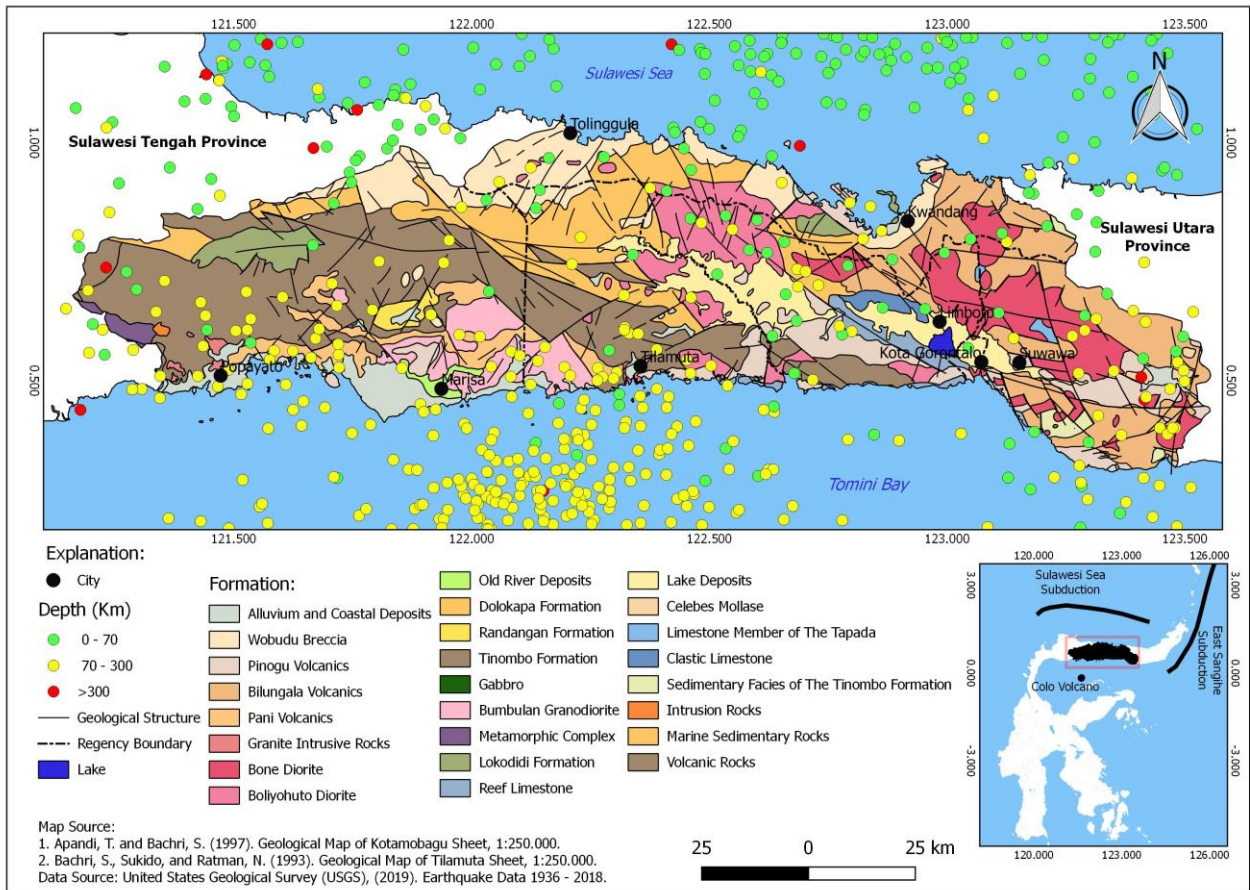 121.500 122.000 122.500 123.000 123.500
Sulawesi Sea
N
1.000
1.000
Tolinggula
Sulawesi Tengah Province
Kwandang
Sulawesi Utara
Province
Limboto
Kota Gorontalo
Suwawa
Popayato
Tilamuta
Marisa
0.500
0.5000
Tomini Bay
121.500 122.000 122.500 123.000 123.500
Explanation:
City
Depth (Km)
0 - 70
70 - 300
>300
Geological Structure
Regency Boundary
Lake
Formation:
Alluvium and Coastal Deposits
Wobudu Breccia
Pinogu Volcanics
Bilungala Volcanics
Pani Volcanics
Granite Intrusive Rocks
Bone Diorite
Boliyohuto Diorite
Old River Deposits
Dolokapa Formation
Randangan Formation
Tinombo Formation
Gabbro
Bumbulan Granodiorite
Metamorphic Complex
Lokodidi Formation
Reef Limestone
Lake Deposits
Celebes Mollase
Limestone Member of The Tapada
Clastic Limestone
Sedimentary Facies of The Tinombo Formation
Intrusion Rocks
Marine Sedimentary Rocks
Volcanic Rocks
120.000 123.000 126.000
3.000
3.000
Sulawesi Sea
Subduction
East Sangihe
Subduction
0.000
0.000
Colo Volcano
-3.000
-3.000
120.000 123.000 126.000
Map Source:
1. Apandi, T. and Bachri, S. (1997). Geological Map of Kotamobagu Sheet, 1:250.000.
2. Bachri, S., Sukido, and Ratman, N. (1993). Geological Map of Tilamuta Sheet, 1:250.000.
Data Source: United States Geological Survey (USGS), (2019). Earthquake Data 1936 - 2018.
25 0 25 km